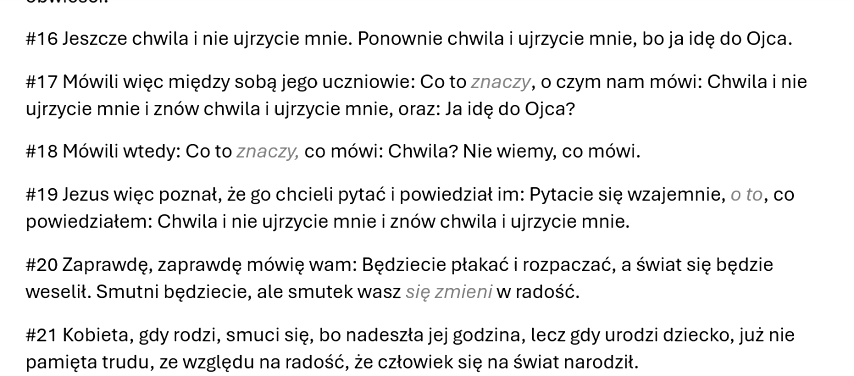 #16 Jeszcze chwila i nie ujrzycie mnie. Ponownie chwila i ujrzycie mnie, bo ja idę do Ojca.
#17 Mówili więc między sobą jego uczniowie: Co to znaczy, o czym nam mówi: Chwila i nie
ujrzycie mnie i znów chwila i ujrzycie mnie, oraz: Ja idę do Ojca?
#18 Mówili wtedy: Co to znaczy, co mówi: Chwila? Nie wiemy, co mówi.
#19 Jezus więc poznał, że go chcieli pytać i powiedział im: Pytacie się wzajemnie, o to, co
powiedziałem: Chwila i nie ujrzycie mnie i znów chwila i ujrzycie mnie.
#20 Zaprawdę, zaprawdę mówię wam: Będziecie płakać i rozpaczać, a świat się będzie
weselił. Smutni będziecie, ale smutek wasz się zmieni w radość.
#21 Kobieta, gdy rodzi, smuci się, bo nadeszła jej godzina, lecz gdy urodzi dziecko, już nie
pamięta trudu, ze względu na radość, że człowiek się na świat narodził.